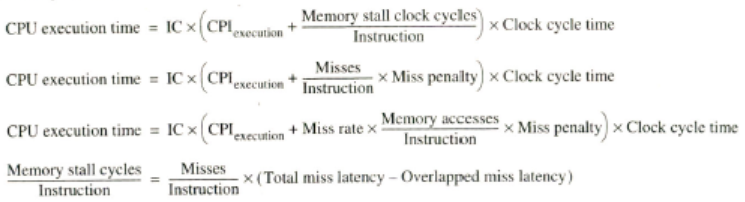 CPU execution time = IC × (CPI_execution + Memory stall clock cycles / Instruction) × Clock cycle time
CPU execution time = IC × (CPI_execution + Misses / Instruction × Miss penalty) × Clock cycle time
CPU execution time = IC × (CPI_execution + Miss rate × Memory accesses / Instruction × Miss penalty) × Clock cycle time
Memory stall cycles / Instruction = Misses / Instruction × (Total miss latency − Overlapped miss latency)